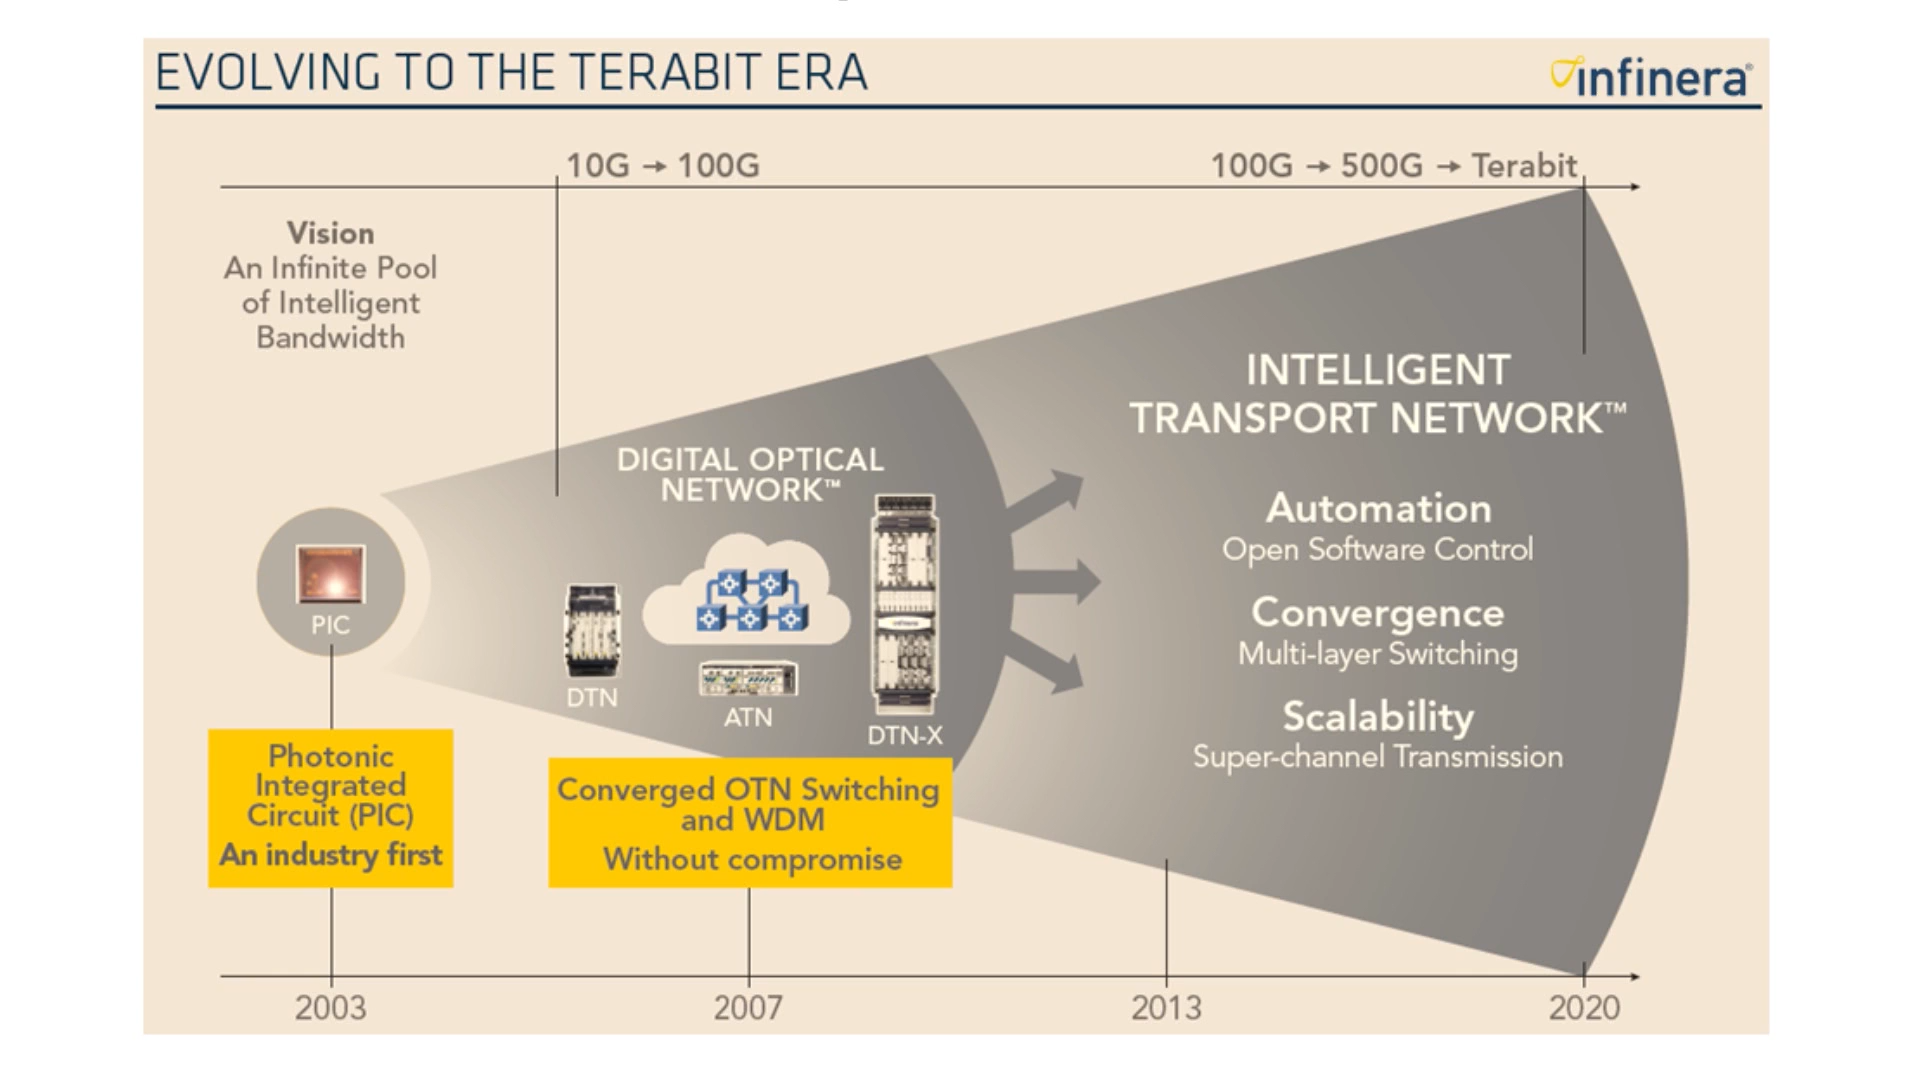 EVOLVING TO THE TERABIT ERA
infinera®
10G → 100G
100G → 500G → Terabit
Vision
An Infinite Pool
of Intelligent
Bandwidth
INTELLIGENT
TRANSPORT NETWORK™
DIGITAL OPTICAL
NETWORK™
Automation
Open Software Control
Convergence
Multi-layer Switching
Scalability
Super-channel Transmission
PIC
DTN
ATN
infinera
DTN-X
Photonic
Integrated
Circuit (PIC)
An industry first
Converged OTN Switching
and WDM
Without compromise
2003
2007
2013
2020